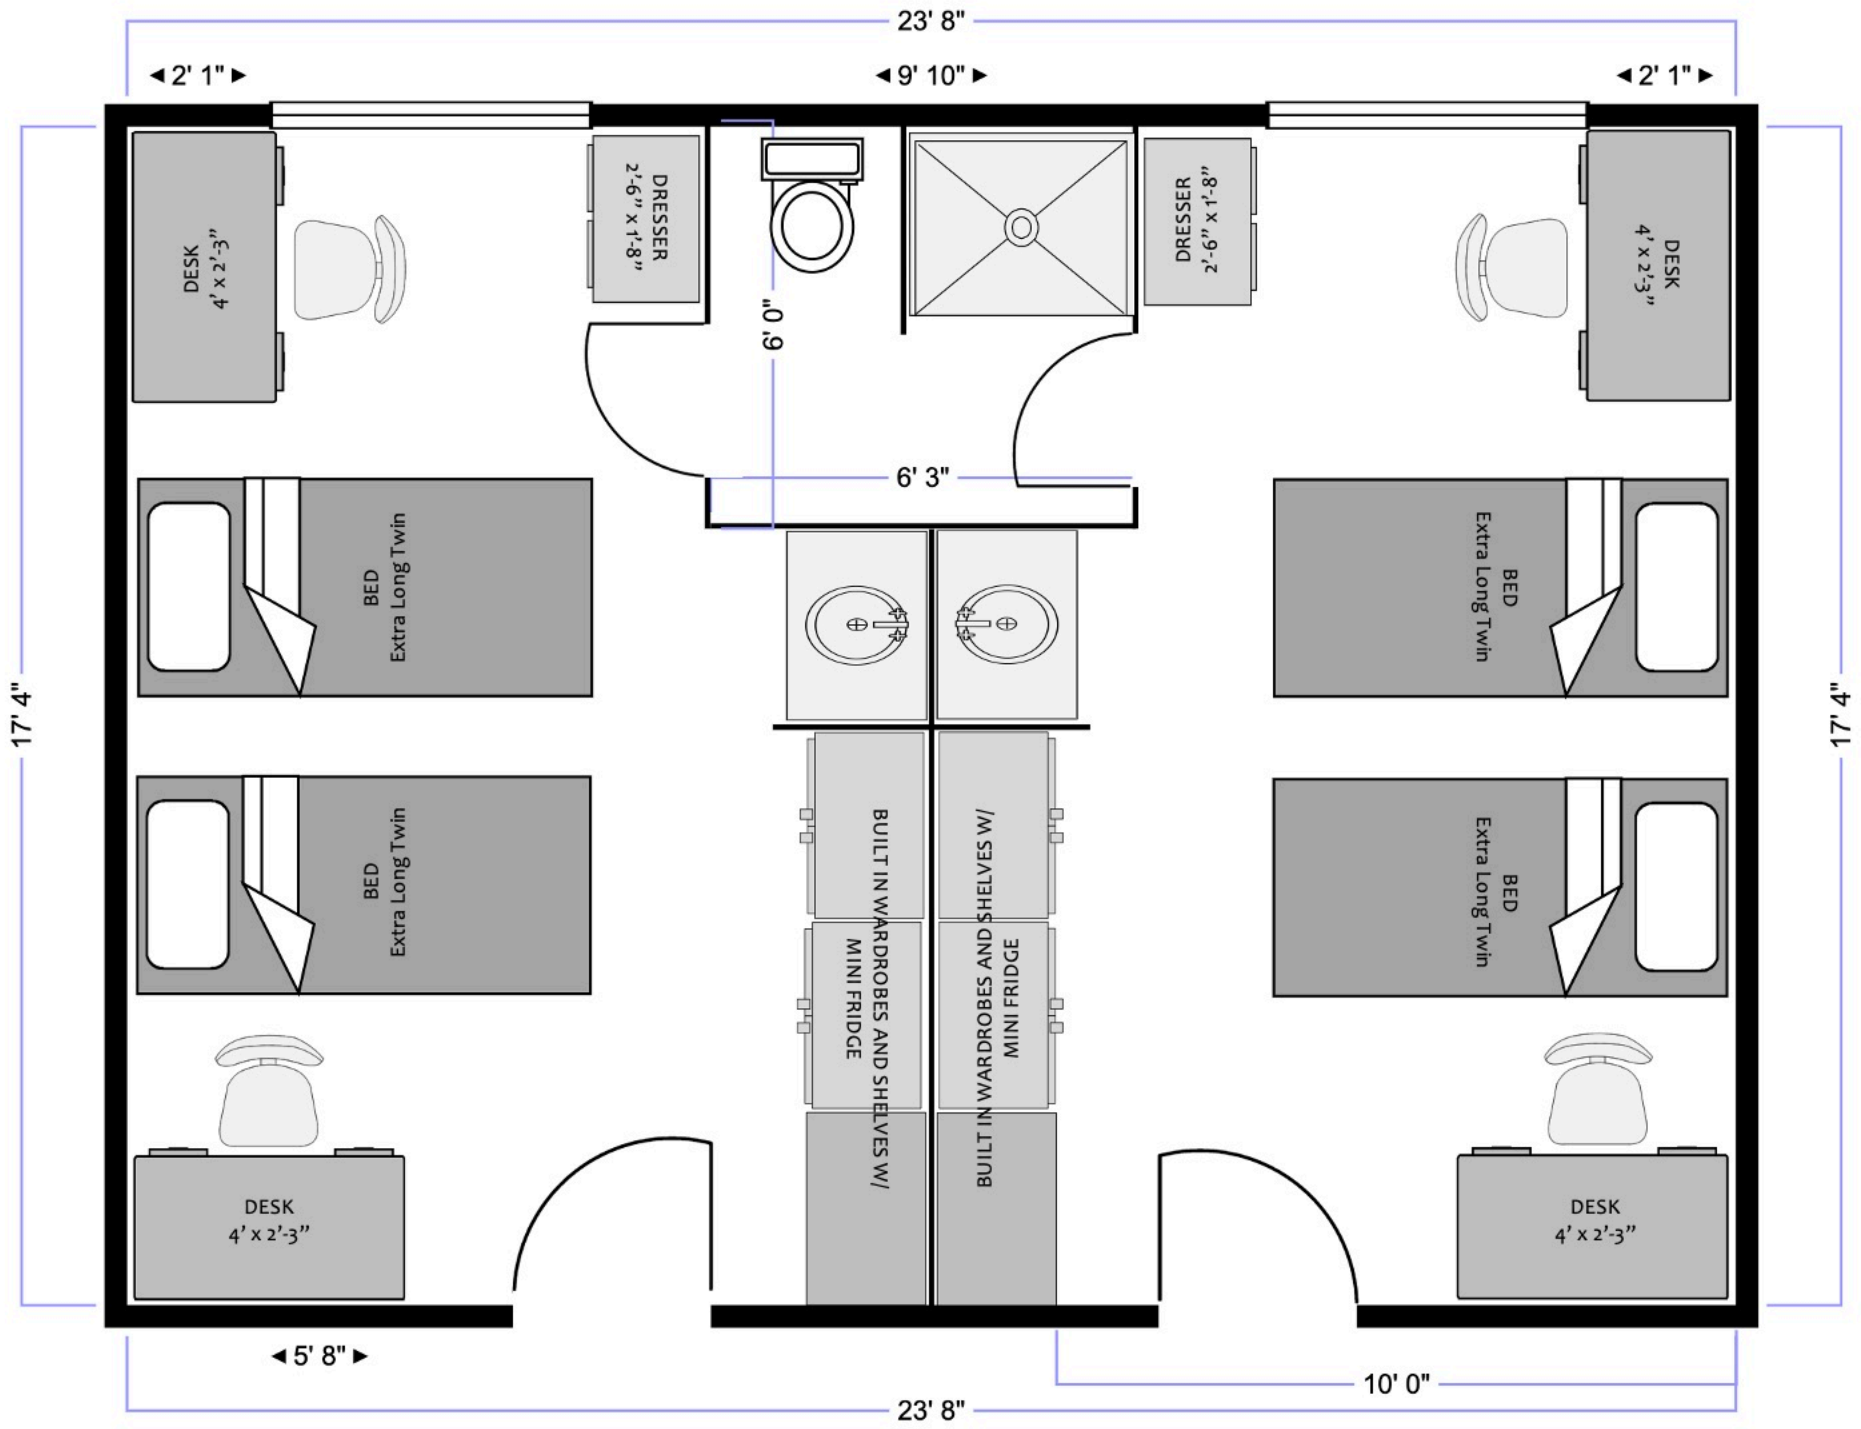 23' 8"
2' 1"
9' 10"
2' 1"
DESK
4' x 2'-3"
DRESSER
2'-6" x 1'-8"
DRESSER
2'-6" x 1'-8"
DESK
4' x 2'-3"
6' 0"
6' 3"
BED
Extra Long Twin
BED
Extra Long Twin
17' 4"
17' 4"
BED
Extra Long Twin
BUILT IN WARDROBES AND SHELVES W/
MINI FRIDGE
BUILT IN WARDROBES AND SHELVES W/
MINI FRIDGE
BED
Extra Long Twin
DESK
4' x 2'-3"
DESK
4' x 2'-3"
5' 8"
10' 0"
23' 8"